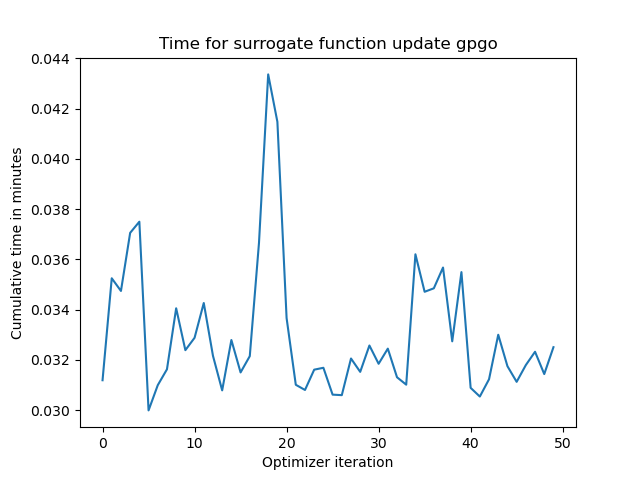 Time for surrogate function update gpgo
Cumulative time in minutes
0.044
0.042
0.040
0.038
0.036
0.034
0.032
0.030
0 10 20 30 40 50
Optimizer iteration